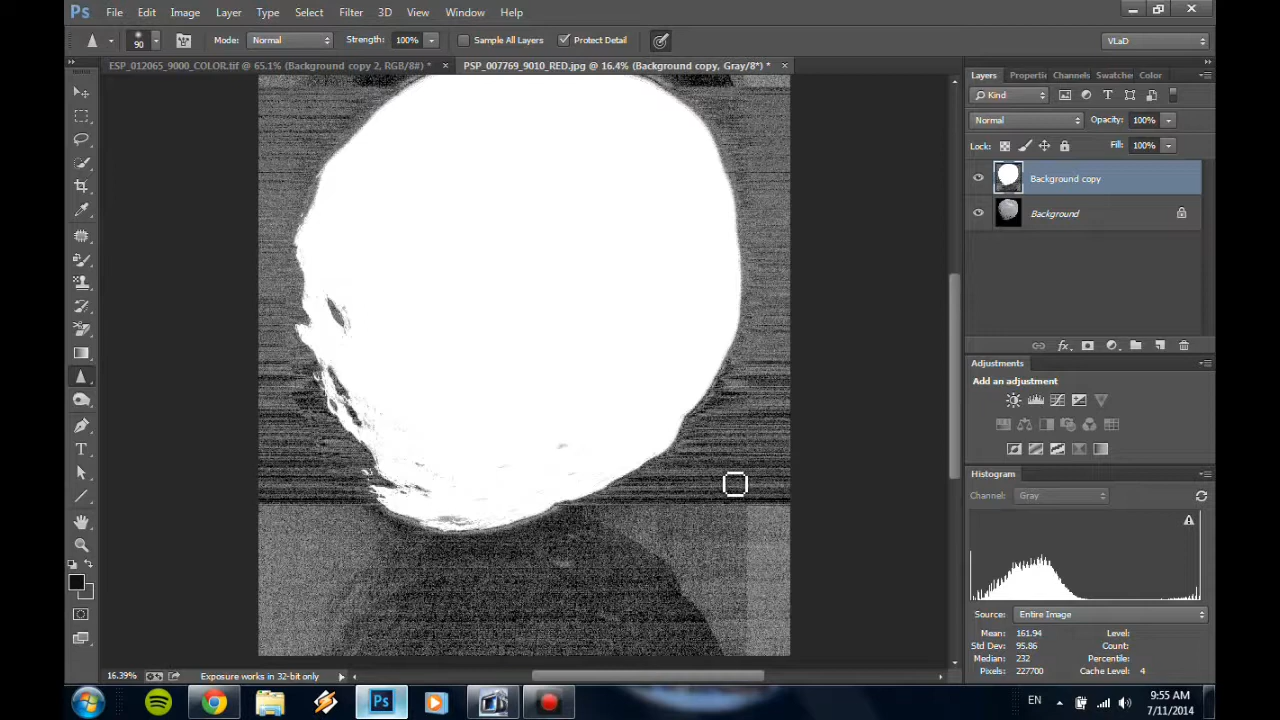 Ps File Edit Image Layer Type Select Filter 3D View Window Help
90 Mode: Normal Strength: 100% Sample All Layers Protect Detail VLaD
ESP_012065_9000_COLOR.tif @ 65.1% (Background copy 2, RGB/8#) * × PSP_007769_9010_RED.jpg @ 16.4% (Background copy, Gray/8*) * ×
Layers Properti Channels Swatches Color
Kind
Normal Opacity: 100%
Lock: Fill: 100%
Background copy
Background
fx
Adjustments
Add an adjustment
Histogram
Channel: Gray
Source: Entire Image
Mean: 161.94 Level:
Std Dev: 95.86 Count:
Median: 232 Percentile:
Pixels: 227700 Cache Level: 4
16.39% Exposure works in 32-bit only
Ps EN 9:55 AM
7/11/2014